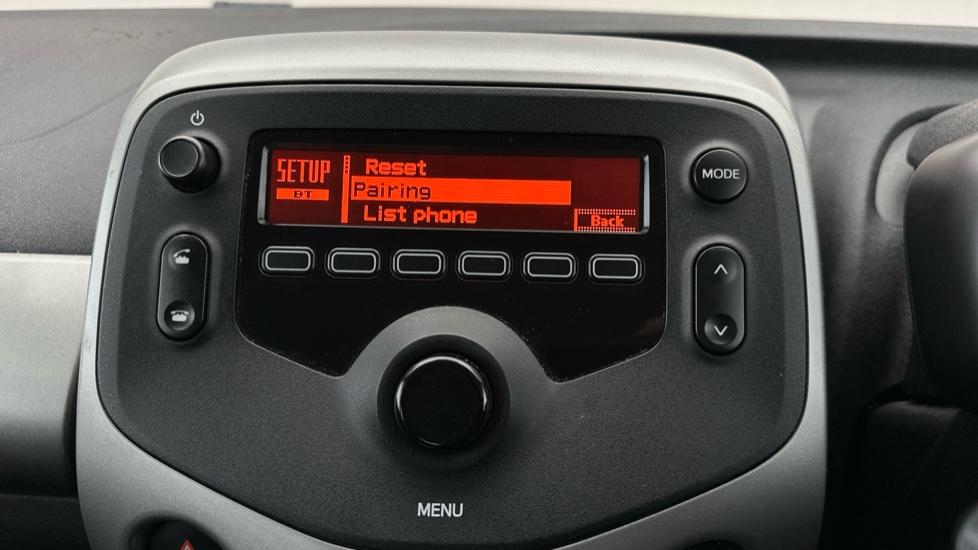 SETUP
BT
Reset
Pairing
List phone
Back
MODE
MENU